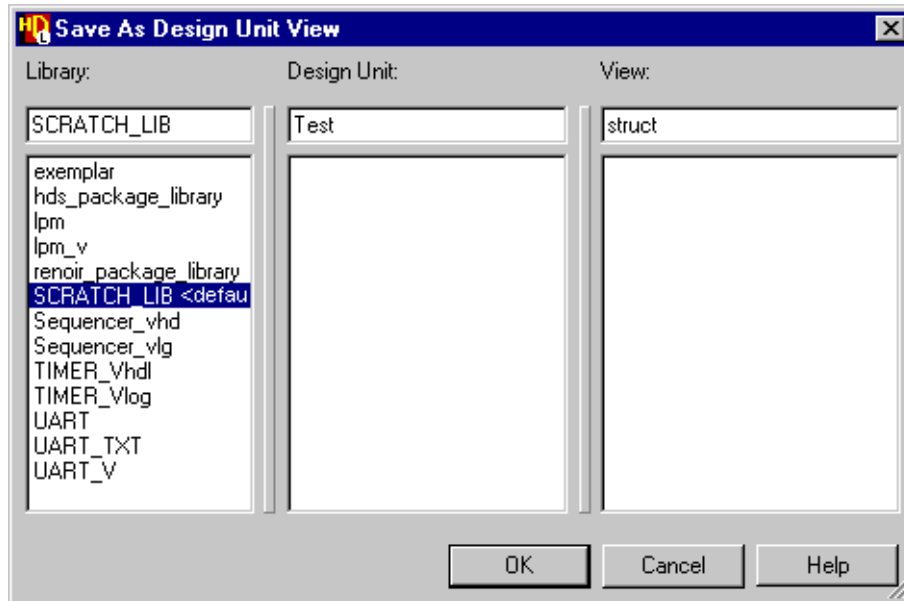 HDL Save As Design Unit View
Library: Design Unit: View:
SCRATCH_LIB Test struct
exemplar
hds_package_library
lpm
lpm_v
renoir_package_library
SCRATCH_LIB <defau
Sequencer_vhd
Sequencer_vlg
TIMER_Vhdl
TIMER_Vlog
UART
UART_TXT
UART_V
OK Cancel Help